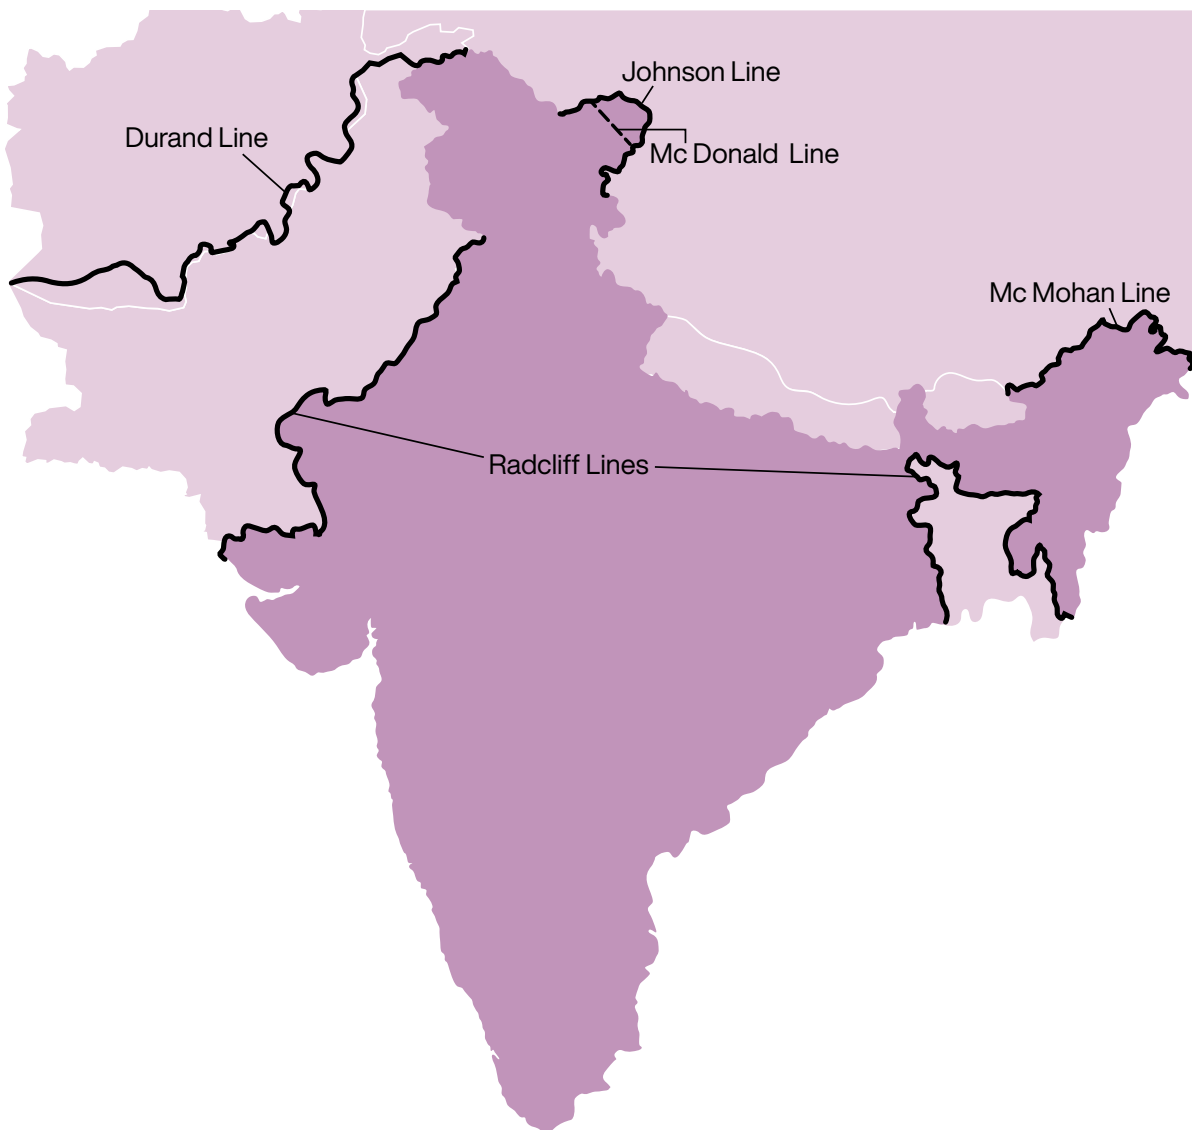 Johnson Line
Durand Line
Mc Donald  Line
Mc Mohan Line
Radcliff Lines